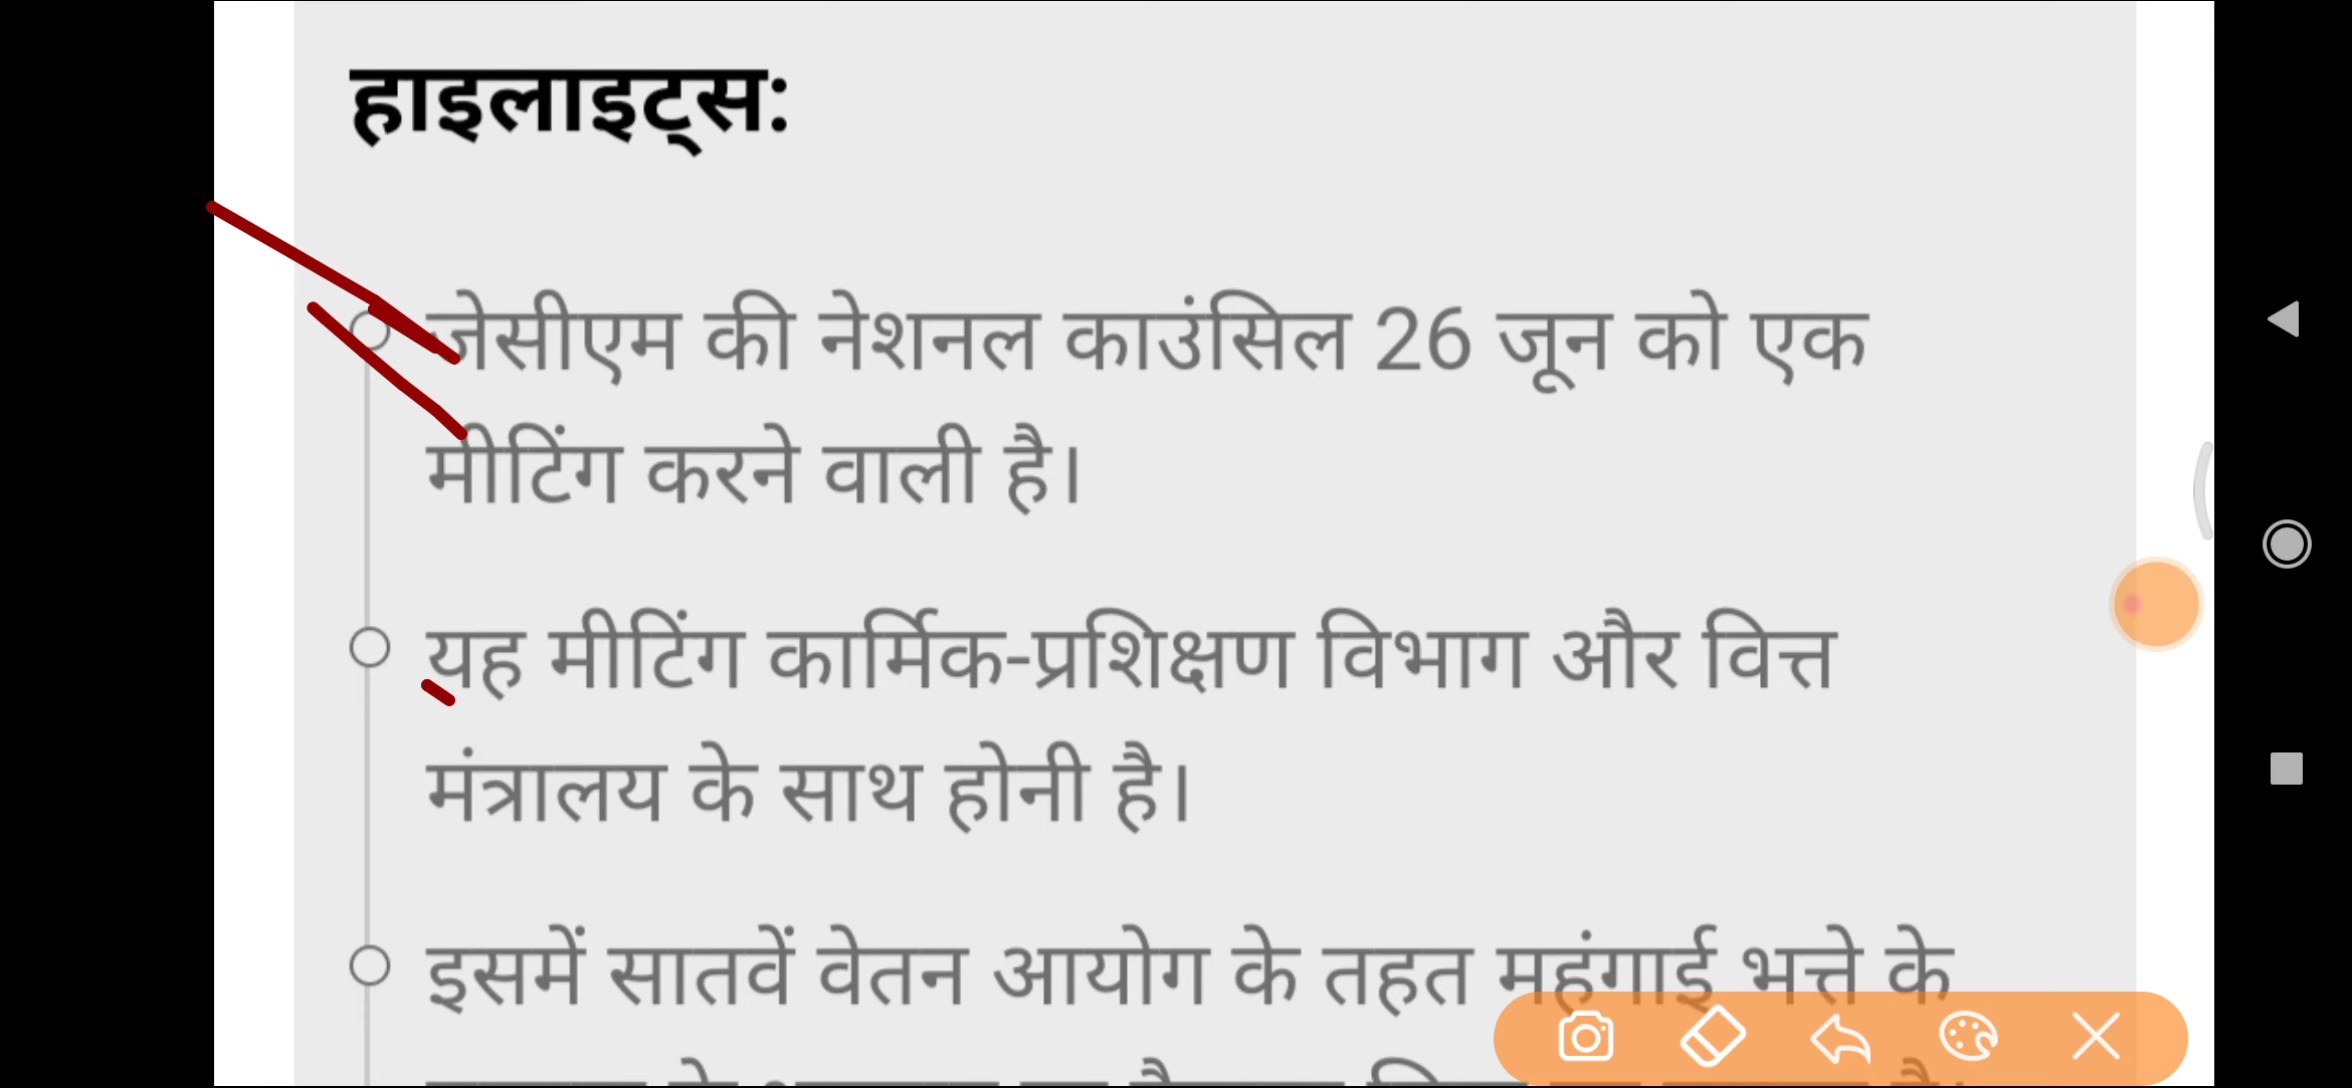 हाइलाइट्स:
जेसीएम की नेशनल काउंसिल 26 जून को एक
मीटिंग करने वाली है।
यह मीटिंग कार्मिक-प्रशिक्षण विभाग और वित्त
मंत्रालय के साथ होनी है।
इसमें सातवें वेतन आयोग के तहत महंगाई भत्ते के